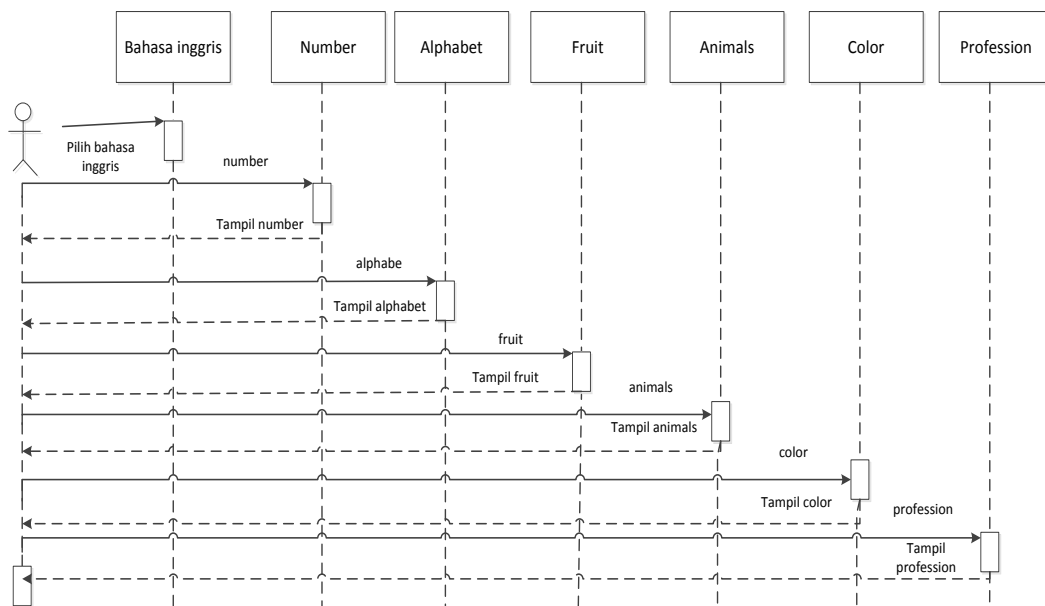 Bahasa inggris
Number
Alphabet
Fruit
Animals
Color
Profession
Pilih bahasa
inggris
number
Tampil number
alphabe
Tampil alphabet
fruit
Tampil fruit
animals
Tampil animals
color
Tampil color
profession
Tampil
profession